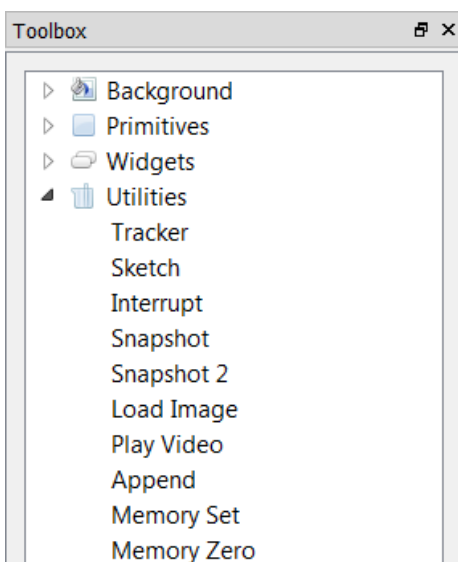 Toolbox
Background
Primitives
Widgets
Utilities
Tracker
Sketch
Interrupt
Snapshot
Snapshot 2
Load Image
Play Video
Append
Memory Set
Memory Zero